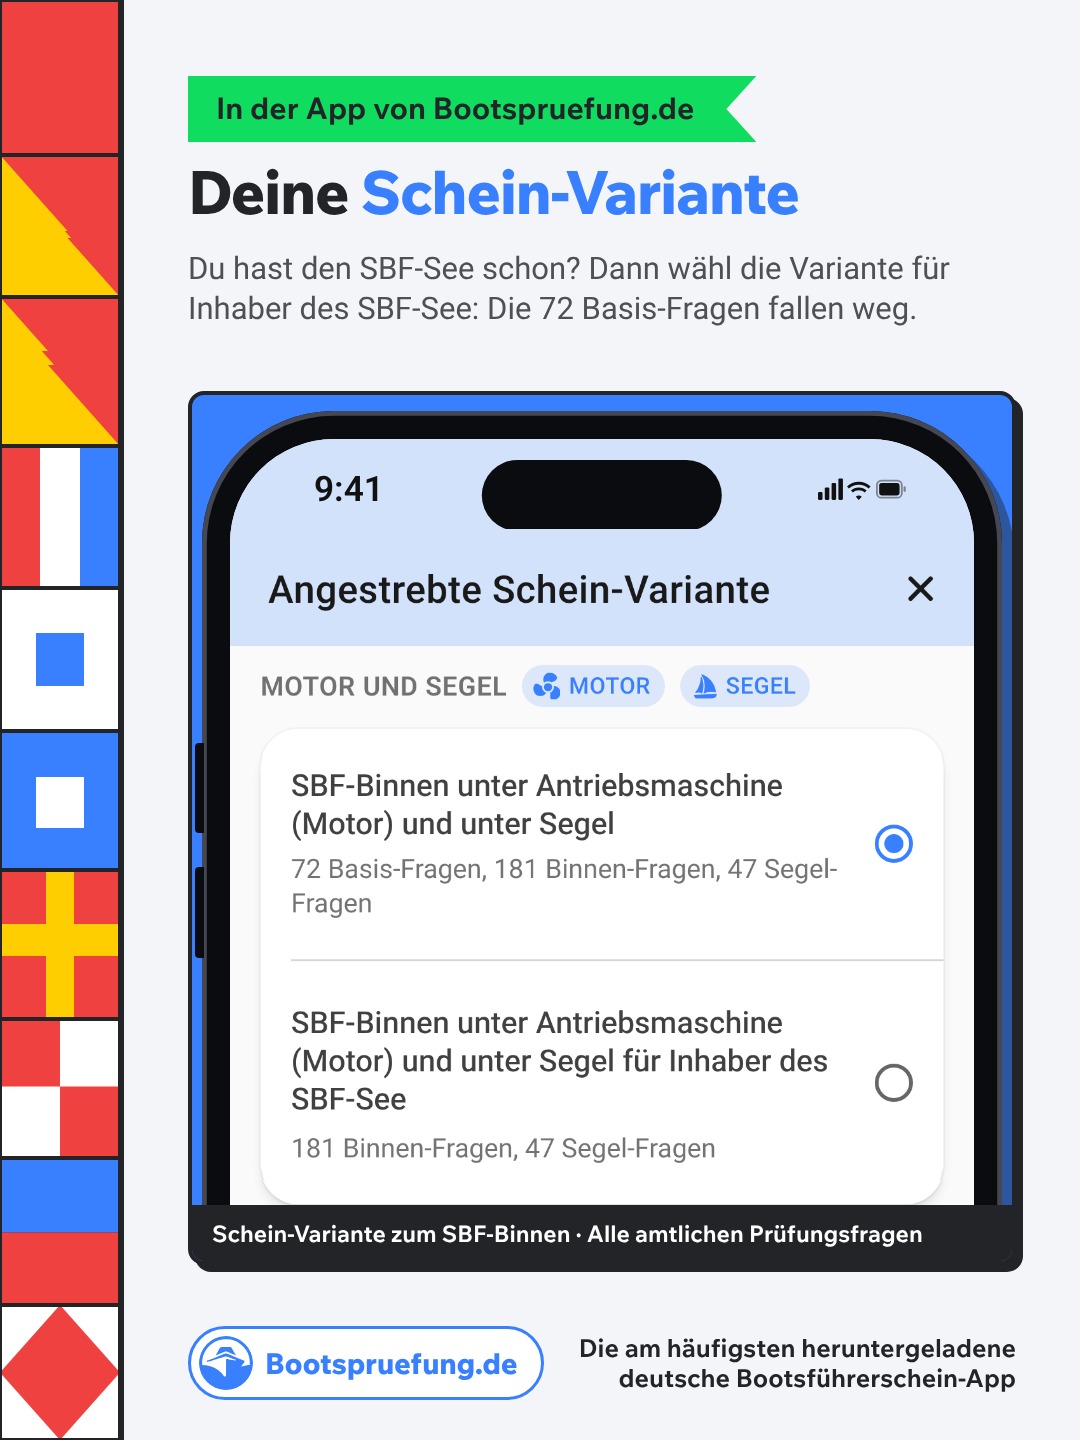 In der App von Bootspruefung.de
Deine Schein-Variante
Du hast den SBF-See schon? Dann wähl die Variante für
Inhaber des SBF-See: Die 72 Basis-Fragen fallen weg.
9:41
Angestrebte Schein-Variante
MOTOR UND SEGEL MOTOR SEGEL
SBF-Binnen unter Antriebsmaschine
(Motor) und unter Segel
72 Basis-Fragen, 181 Binnen-Fragen, 47 Segel-
Fragen
SBF-Binnen unter Antriebsmaschine
(Motor) und unter Segel für Inhaber des
SBF-See
181 Binnen-Fragen, 47 Segel-Fragen
Schein-Variante zum SBF-Binnen · Alle amtlichen Prüfungsfragen
Bootspruefung.de
Die am häufigsten heruntergeladene
deutsche Bootsführerschein-App